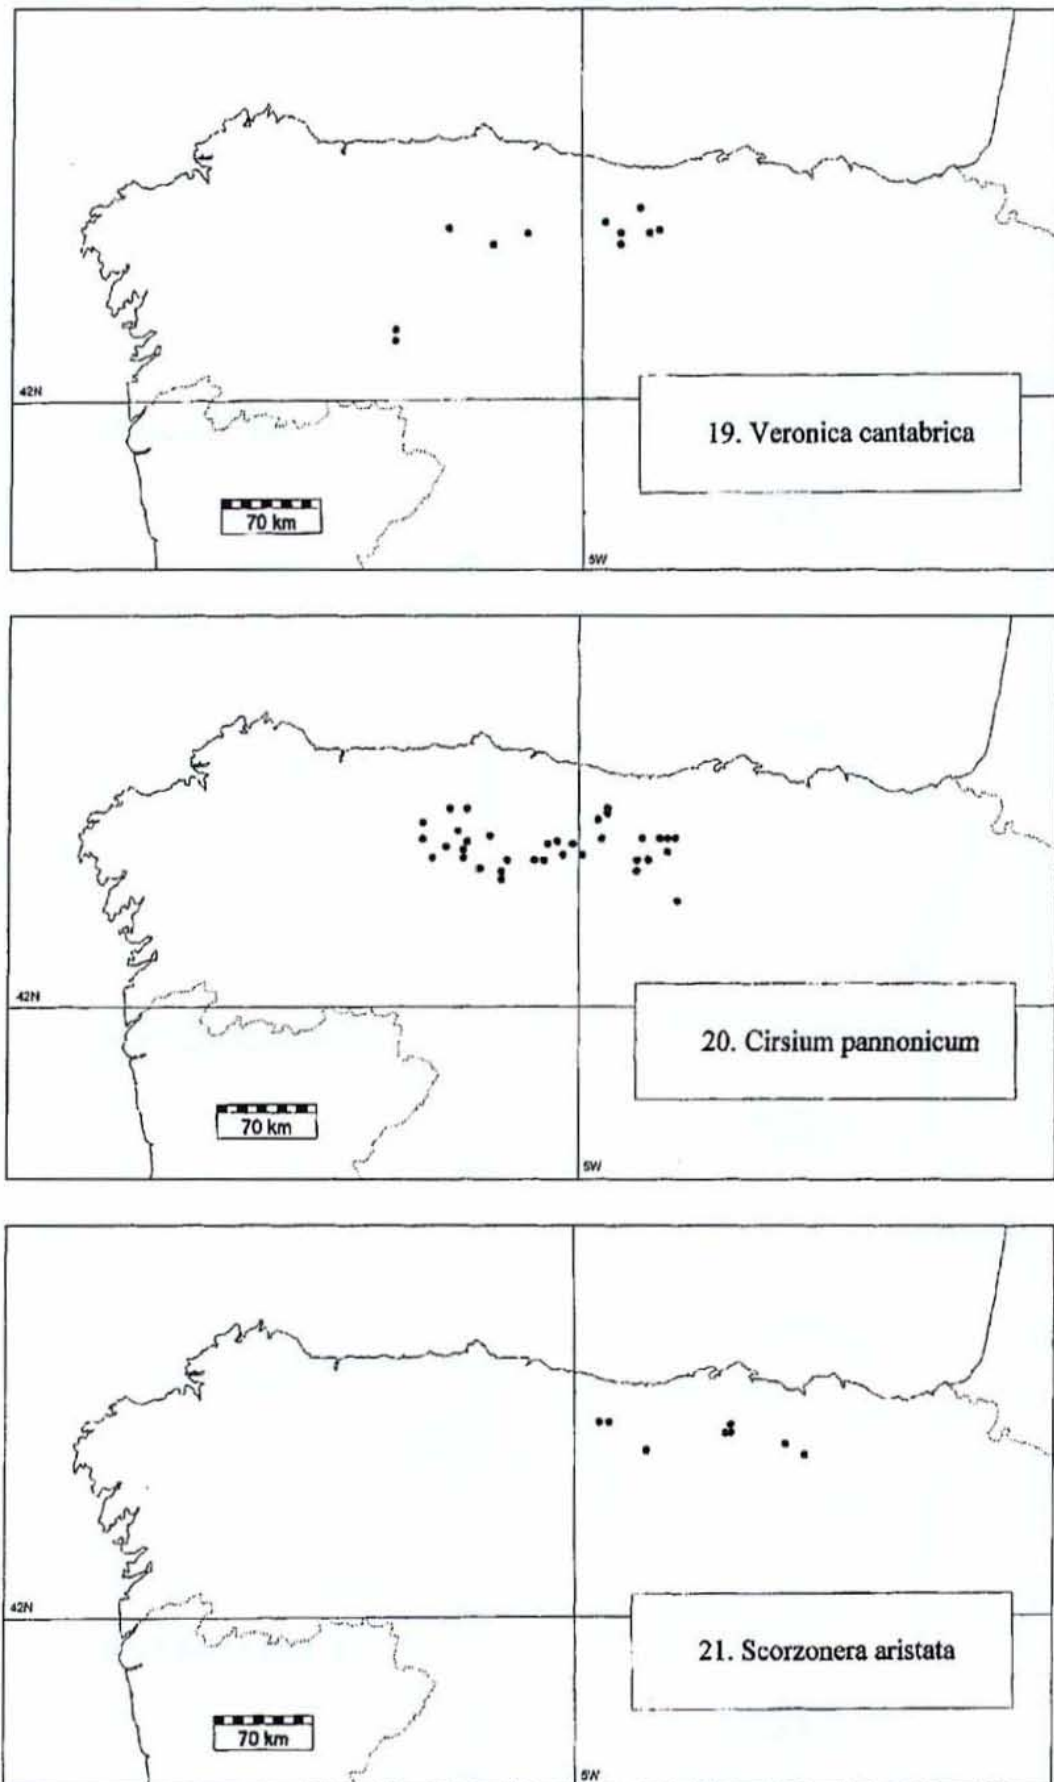 42N
19. Veronica cantabrica
70 km
5W
42N
20. Cirsium pannonicum
70 km
5W
42N
21. Scorzonera aristata
70 km
5W